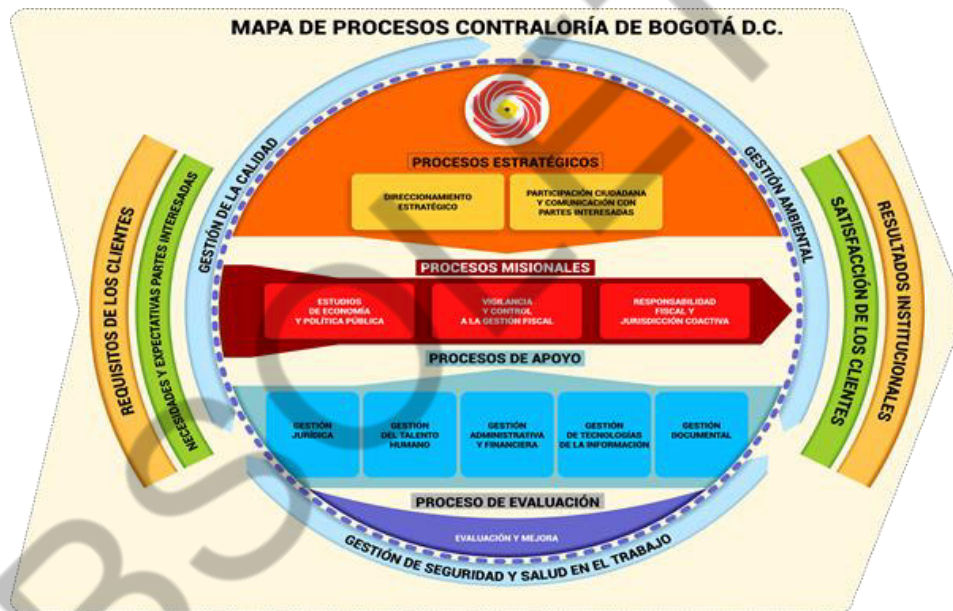 MAPA DE PROCESOS CONTRALORÍA DE BOGOTÁ D.C.
REQUISITOS DE LOS CLIENTES
NECESIDADES Y EXPECTATIVAS PARTES INTERESADAS
GESTIÓN DE LA CALIDAD
GESTIÓN AMBIENTAL
SATISFACCIÓN DE LOS CLIENTES
RESULTADOS INSTITUCIONALES
PROCESOS ESTRATÉGICOS
DIRECCIONAMIENTO
ESTRATÉGICO
PARTICIPACIÓN CIUDADANA
Y COMUNICACIÓN CON
PARTES INTERESADAS
PROCESOS MISIONALES
ESTUDIOS
DE ECONOMÍA
Y POLÍTICA PÚBLICA
VIGILANCIA
Y CONTROL
A LA GESTIÓN FISCAL
RESPONSABILIDAD
FISCAL Y
JURISDICCIÓN COACTIVA
PROCESOS DE APOYO
GESTIÓN
JURÍDICA
GESTIÓN
DEL TALENTO
HUMANO
GESTIÓN
ADMINISTRATIVA
Y FINANCIERA
GESTIÓN
DE TECNOLOGÍAS
DE LA INFORMACIÓN
GESTIÓN
DOCUMENTAL
PROCESO DE EVALUACIÓN
EVALUACIÓN Y MEJORA
GESTIÓN DE SEGURIDAD Y SALUD EN EL TRABAJO